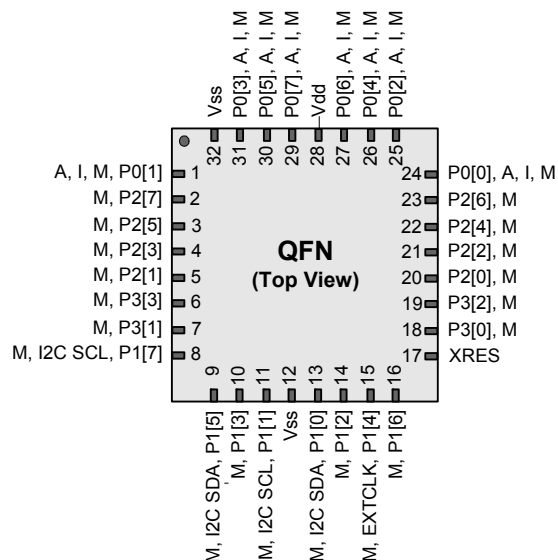 Vss
P0[3], A, I, M
P0[5], A, I, M
P0[7], A, I, M
Vdd
P0[6], A, I, M
P0[4], A, I, M
P0[2], A, I, M
32
31
30
29
28
27
26
25
A, I, M, P0[1]
1
M, P2[7]
2
M, P2[5]
3
M, P2[3]
4
M, P2[1]
5
M, P3[3]
6
M, P3[1]
7
M, I2C SCL, P1[7]
8
QFN
(Top View)
24
P0[0], A, I, M
23
P2[6], M
22
P2[4], M
21
P2[2], M
20
P2[0], M
19
P3[2], M
18
P3[0], M
17
XRES
9
10
11
12
13
14
15
16
M, I2C SDA, P1[5]
M, P1[3]
M, I2C SCL, P1[1]
Vss
M, I2C SDA, P1[0]
M, P1[2]
M, EXTCLK, P1[4]
M, P1[6]